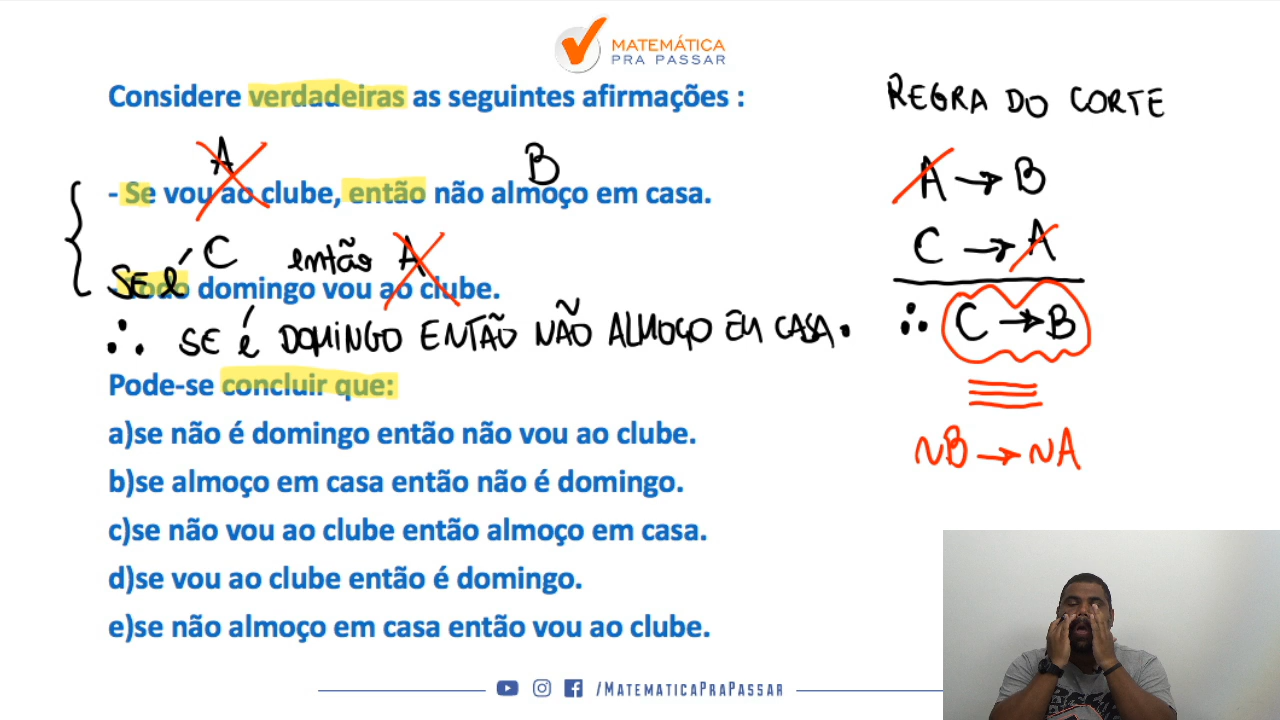 MATEMÁTICA
PRA PASSAR
Considere verdadeiras as seguintes afirmações :
A
B
- Se vou ao clube, então não almoço em casa.
SE é C então A
- Todo domingo vou ao clube.
∴ SE é DOMINGO ENTÃO NÃO ALMOÇO EM CASA.
Pode-se concluir que:
a)se não é domingo então não vou ao clube.
b)se almoço em casa então não é domingo.
c)se não vou ao clube então almoço em casa.
d)se vou ao clube então é domingo.
e)se não almoço em casa então vou ao clube.
REGRA DO CORTE
A → B
C → A
∴ C → B
~B → ~A
/MatematicaPraPassar